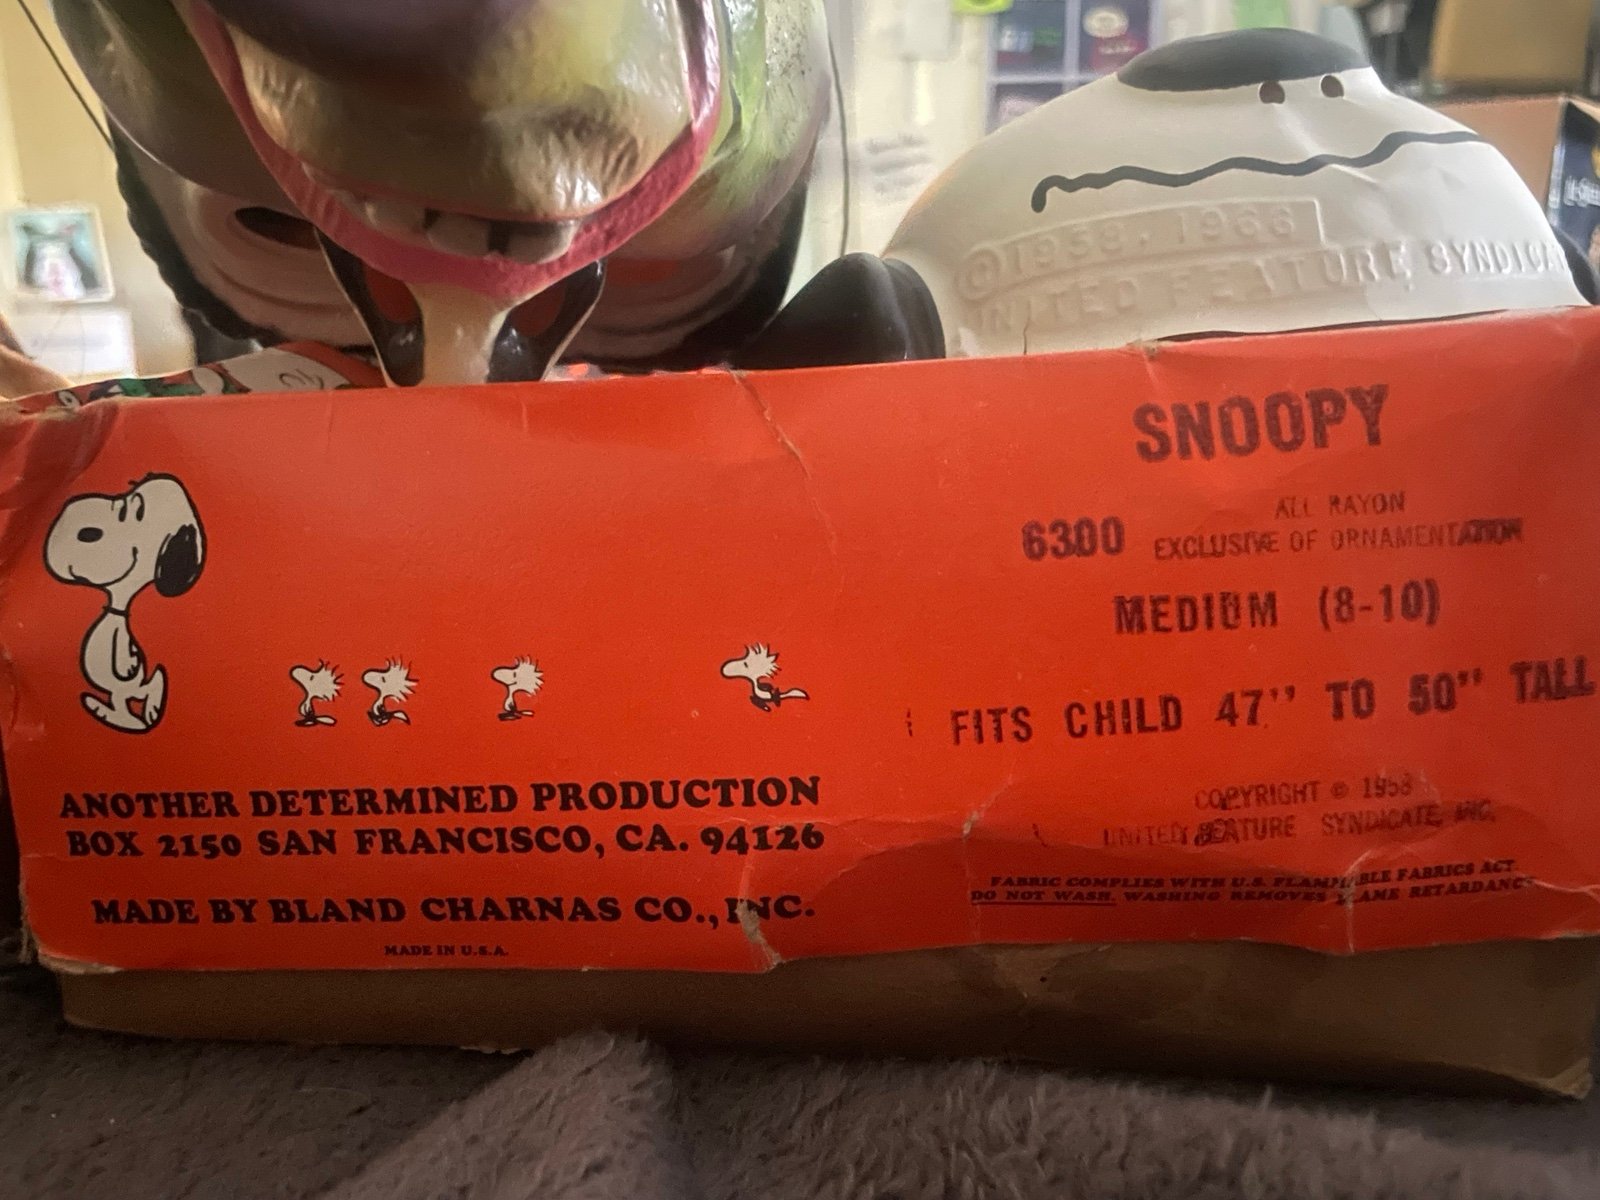 ©1958, 1966
UNITED FEATURE SYNDICA
SNOOPY
6300
ALL RAYON
EXCLUSIVE OF ORNAMENTATION
MEDIUM (8-10)
FITS CHILD 47" TO 50" TALL
COPYRIGHT © 1958
UNITED FEATURE SYNDICATE, INC.
FABRIC COMPLIES WITH U.S. FLAMMABLE FABRICS ACT
DO NOT WASH. WASHING REMOVES FLAME RETARDANC
ANOTHER DETERMINED PRODUCTION
BOX 2150 SAN FRANCISCO, CA. 94126
MADE BY BLAND CHARNAS CO., INC.
MADE IN U.S.A.